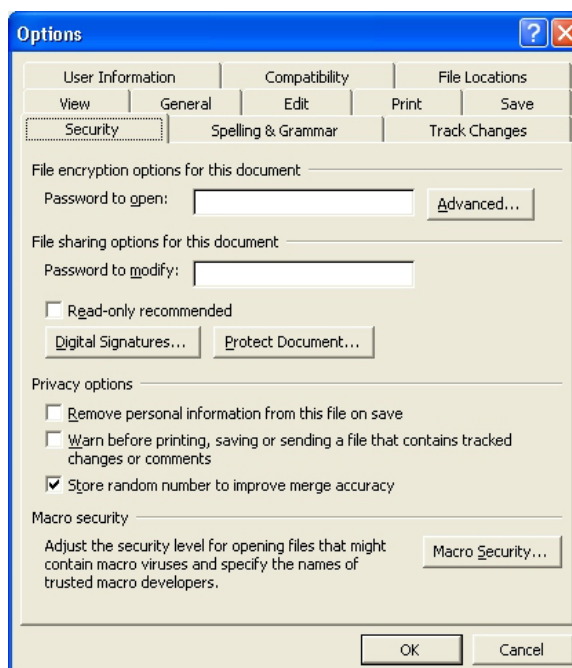 Options
User Information Compatibility File Locations
View General Edit Print Save
Security Spelling & Grammar Track Changes
File encryption options for this document
Password to open:
Advanced...
File sharing options for this document
Password to modify:
Read-only recommended
Digital Signatures... Protect Document...
Privacy options
Remove personal information from this file on save
Warn before printing, saving or sending a file that contains tracked
changes or comments
Store random number to improve merge accuracy
Macro security
Adjust the security level for opening files that might
contain macro viruses and specify the names of
trusted macro developers.
Macro Security...
OK Cancel